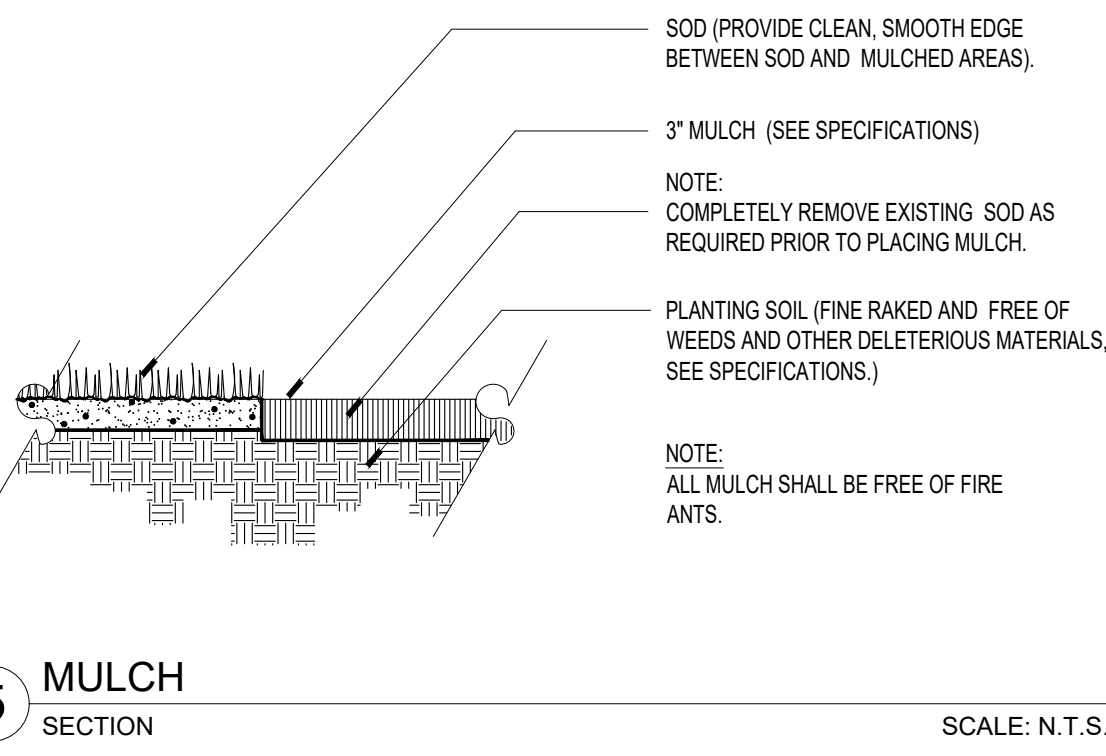 SOD (PROVIDE CLEAN, SMOOTH EDGE
BETWEEN SOD AND MULCHED AREAS).
3" MULCH (SEE SPECIFICATIONS)
NOTE:
COMPLETELY REMOVE EXISTING SOD AS
REQUIRED PRIOR TO PLACING MULCH.
PLANTING SOIL (FINE RAKED AND FREE OF
WEEDS AND OTHER DELETERIOUS MATERIALS,
SEE SPECIFICATIONS.)
NOTE:
ALL MULCH SHALL BE FREE OF FIRE
ANTS.
MULCH
SECTION
SCALE: N.T.S.